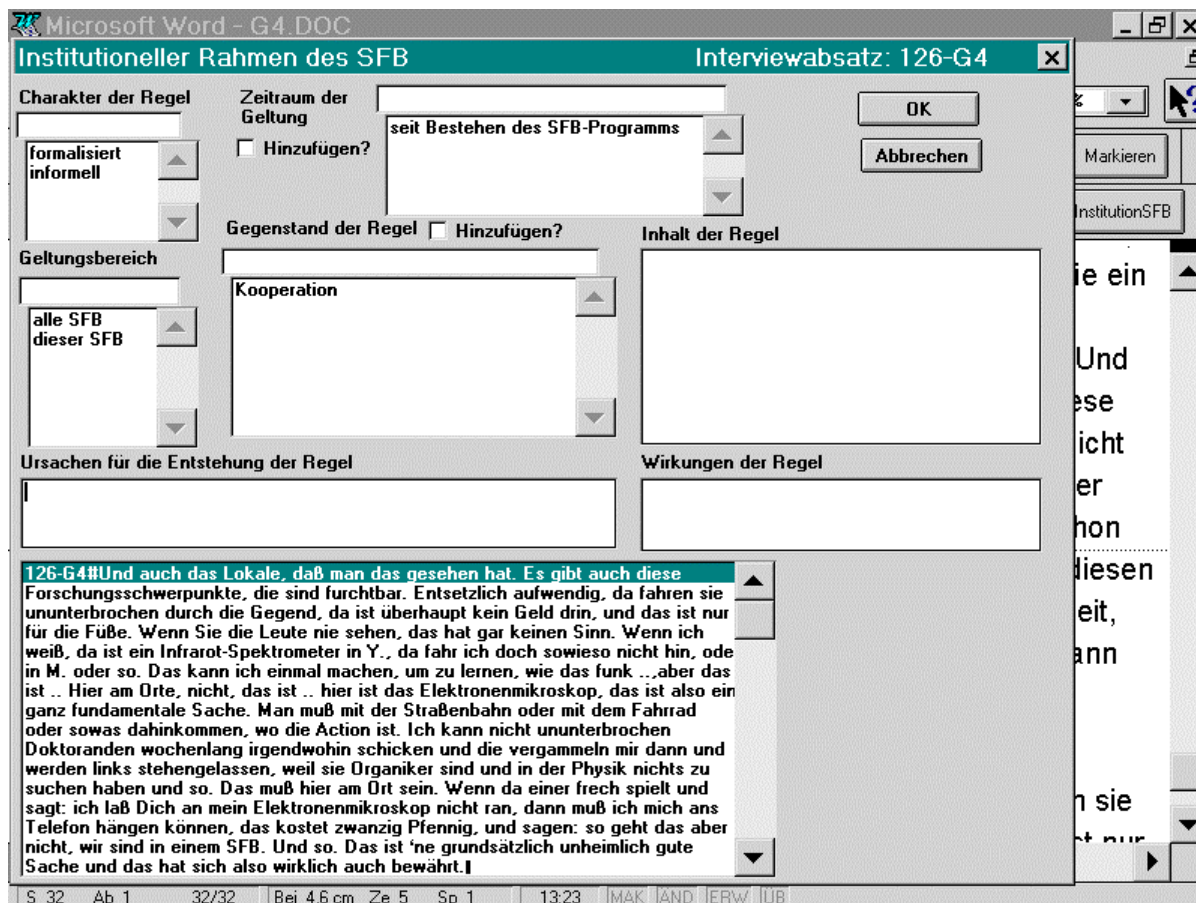 Microsoft Word - G4.DOC
Institutioneller Rahmen des SFB Interviewabsatz: 126-G4
Charakter der Regel
Zeitraum der Geltung
Hinzufügen?
seit Bestehen des SFB-Programms
OK
Abbrechen
formalisiert
informell
%
Markieren
InstitutionSFB
Gegenstand der Regel Hinzufügen?
Inhalt der Regel
Geltungsbereich
Kooperation
alle SFB
dieser SFB
Ursachen für die Entstehung der Regel
Wirkungen der Regel
126-G4#Und auch das Lokale, daß man das gesehen hat. Es gibt auch diese
Forschungsschwerpunkte, die sind furchtbar. Entsetzlich aufwendig, da fahren sie
ununterbrochen durch die Gegend, da ist überhaupt kein Geld drin, und das ist nur
für die Füße. Wenn Sie die Leute nie sehen, das hat gar keinen Sinn. Wenn ich
weiß, da ist ein Infrarot-Spektrometer in Y., da fahr ich doch sowieso nicht hin, ode
in M. oder so. Das kann ich einmal machen, um zu lernen, wie das funk ..,aber das
ist .. Hier am Orte, nicht, das ist .. hier ist das Elektronenmikroskop, das ist also ein
ganz fundamentale Sache. Man muß mit der Straßenbahn oder mit dem Fahrrad
oder sowas dahinkommen, wo die Action ist. Ich kann nicht ununterbrochen
Doktoranden wochenlang irgendwohin schicken und die vergammeln mir dann und
werden links stehengelassen, weil sie Organiker sind und in der Physik nichts zu
suchen haben und so. Das muß hier am Ort sein. Wenn da einer frech spielt und
sagt: ich laß Dich an mein Elektronenmikroskop nicht ran, dann muß ich mich ans
Telefon hängen können, das kostet zwanzig Pfennig, und sagen: so geht das aber
nicht, wir sind in einem SFB. Und so. Das ist 'ne grundsätzlich unheimlich gute
Sache und das hat sich also wirklich auch bewährt.
ie ein
Und
ese
icht
er
hon
diesen
eit,
ann
n sie
S 32 Ab 1 32/32 Bei 4,6 cm Ze 5 Sp 1 13:23 MAK ÄND ERW ÜB